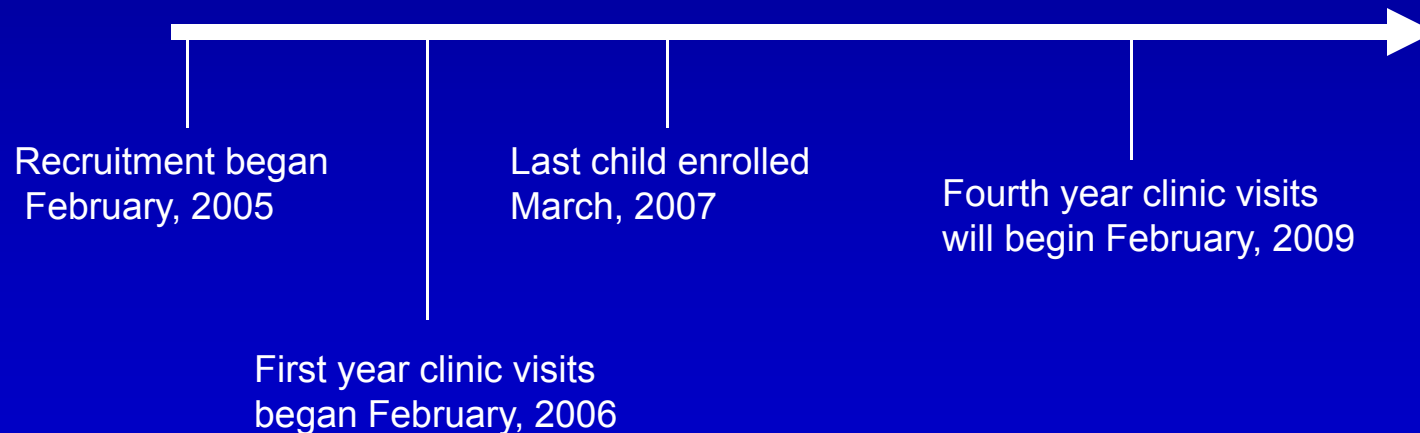 Recruitment began
February, 2005
Last child enrolled
March, 2007
Fourth year clinic visits
will begin February, 2009
First year clinic visits
began February, 2006